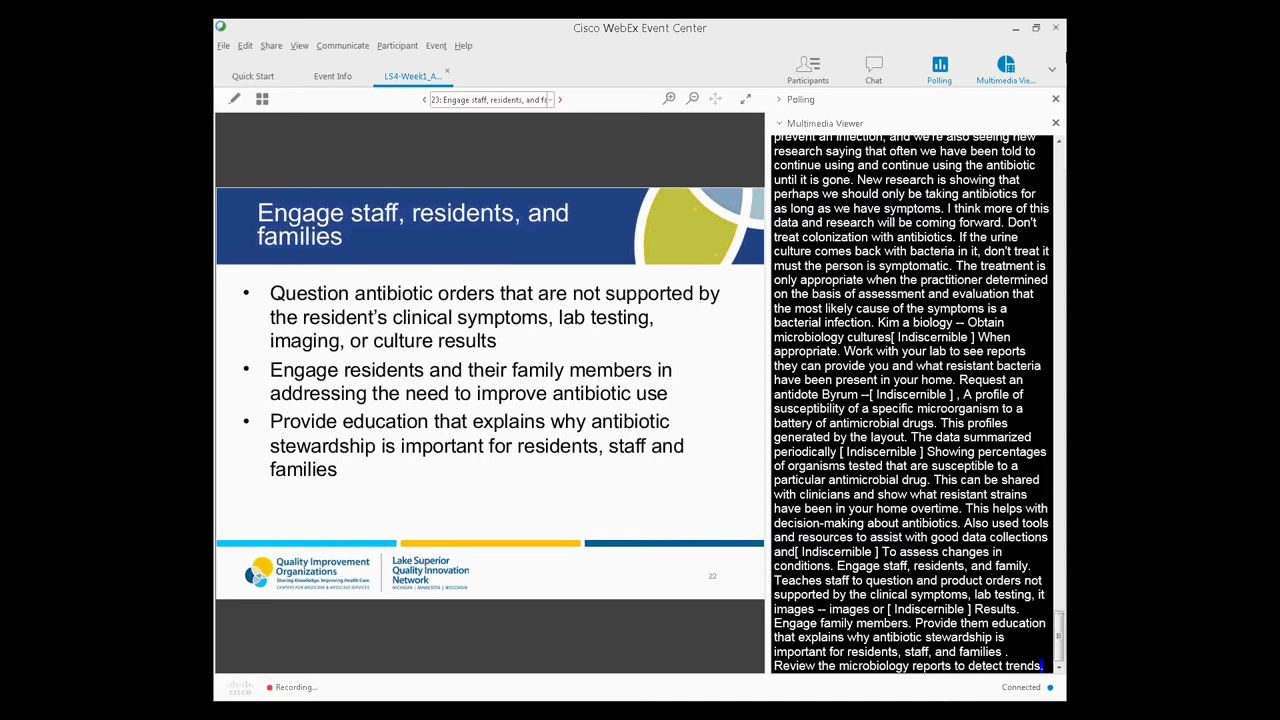 Cisco WebEx Event Center
File Edit Share View Communicate Participant Event Help
Quick Start Event Info LS4-Week1_A...
Participants Chat Polling Multimedia Vie...
23: Engage staff, residents, and fa
Polling
Multimedia Viewer
Engage staff, residents, and
families
• Question antibiotic orders that are not supported by
the resident’s clinical symptoms, lab testing,
imaging, or culture results
• Engage residents and their family members in
addressing the need to improve antibiotic use
• Provide education that explains why antibiotic
stewardship is important for residents, staff and
families
Quality Improvement
Organizations
Sharing Knowledge. Improving Health Care.
CENTERS FOR MEDICARE & MEDICAID SERVICES
Lake Superior
Quality Innovation
Network
MICHIGAN | MINNESOTA | WISCONSIN
22
prevent an infection, and we're also seeing new
research saying that often we have been told to
continue using and continue using the antibiotic
until it is gone. New research is showing that
perhaps we should only be taking antibiotics for
as long as we have symptoms. I think more of this
data and research will be coming forward. Don't
treat colonization with antibiotics. If the urine
culture comes back with bacteria in it, don't treat it
must the person is symptomatic. The treatment is
only appropriate when the practitioner determined
on the basis of assessment and evaluation that
the most likely cause of the symptoms is a
bacterial infection. Kim a biology -- Obtain
microbiology cultures[ Indiscernible ] When
appropriate. Work with your lab to see reports
they can provide you and what resistant bacteria
have been present in your home. Request an
antidote Byrum --[ Indiscernible ] , A profile of
susceptibility of a specific microorganism to a
battery of antimicrobial drugs. This profiles
generated by the layout. The data summarized
periodically [ Indiscernible ] Showing percentages
of organisms tested that are susceptible to a
particular antimicrobial drug. This can be shared
with clinicians and show what resistant strains
have been in your home overtime. This helps with
decision-making about antibiotics. Also used tools
and resources to assist with good data collections
and[ Indiscernible ] To assess changes in
conditions. Engage staff, residents, and family.
Teaches staff to question and product orders not
supported by the clinical symptoms, lab testing, it
images -- images or [ Indiscernible ] Results.
Engage family members. Provide them education
that explains why antibiotic stewardship is
important for residents, staff, and families .
Review the microbiology reports to detect trends.
cisco Recording... Connected